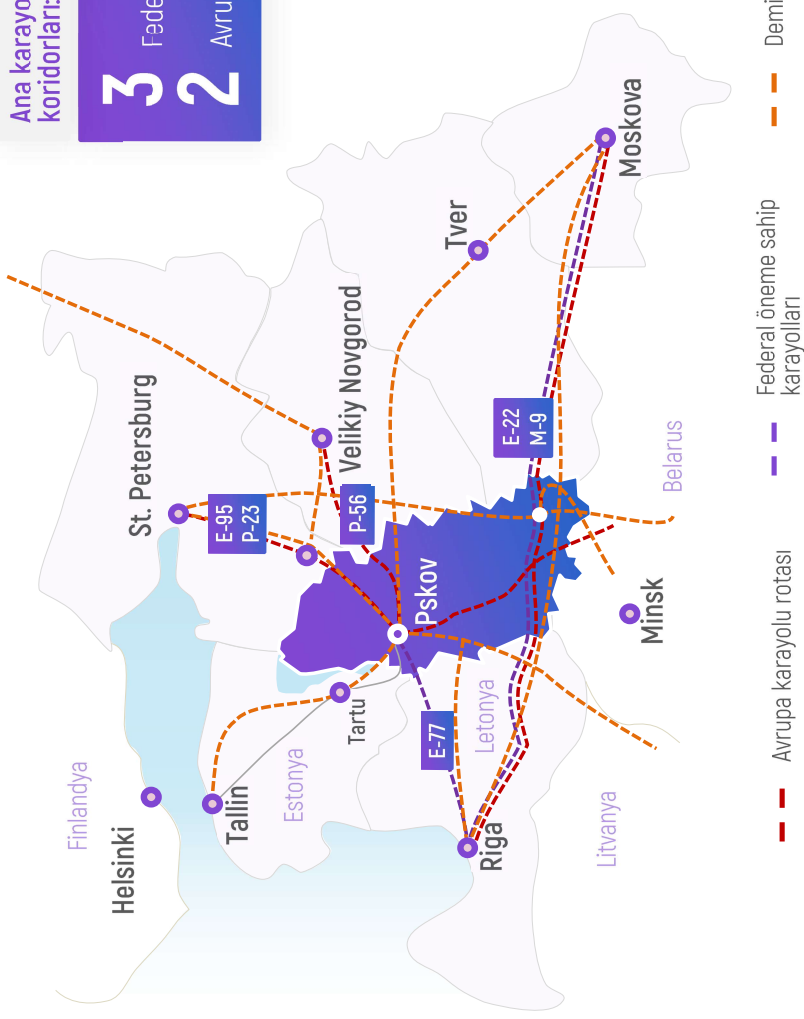 Ana karayo
koridorları:
3 Fede
2 Avru
Finlandya
Helsinki
St. Petersburg
E-95
P-23
Tallin
Estonya
Velikiy Novgorod
Tartu
P-56
Pskov
E-77
Tver
Letonya
Riga
E-22
M-9
Litvanya
Moskova
Minsk
Belarus
Avrupa karayolu rotası
Federal öneme sahip
karayolları
Demi